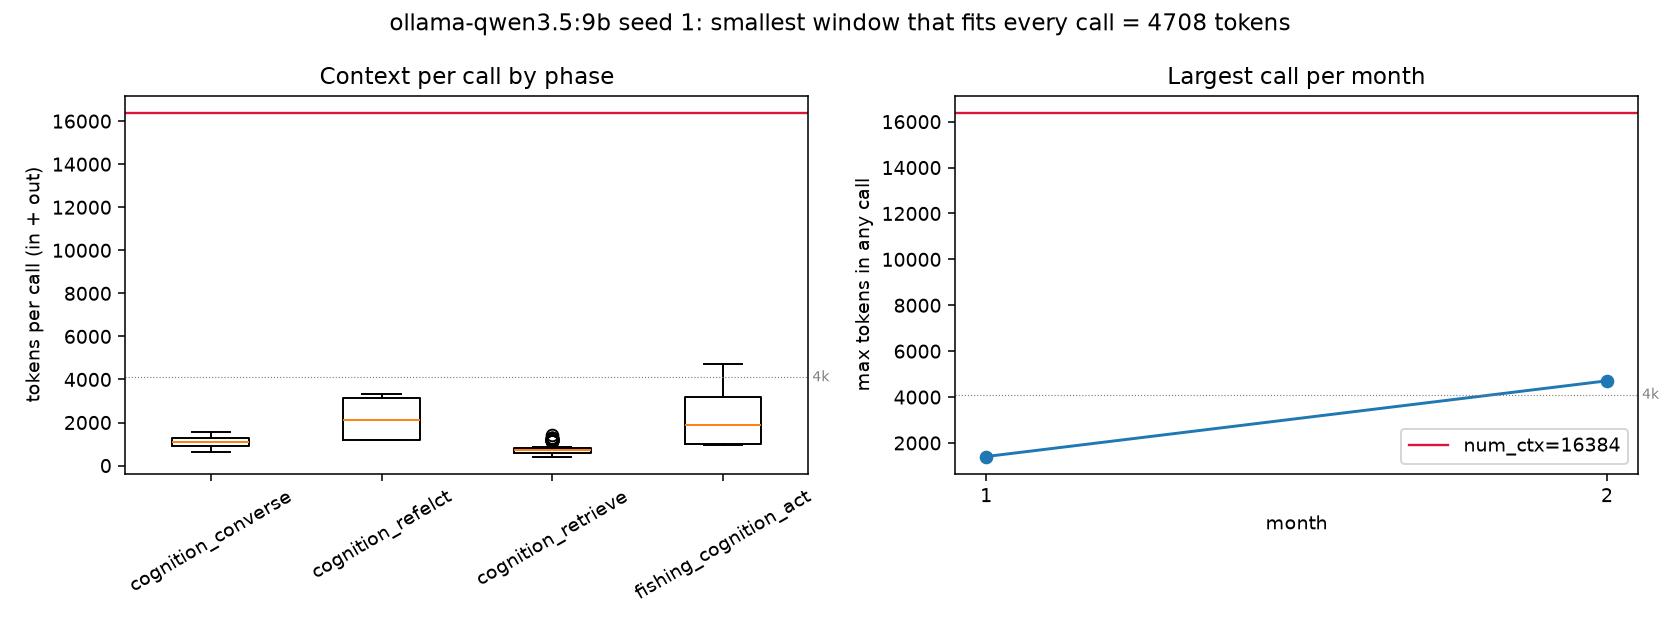 ollama-qwen3.5:9b seed 1: smallest window that fits every call = 4708 tokens
Context per call by phase
tokens per call (in + out)
16000
14000
12000
10000
8000
6000
4000
2000
0
4k
cognition_converse
cognition_refelct
cognition_retrieve
fishing_cognition_act
Largest call per month
max tokens in any call
16000
14000
12000
10000
8000
6000
4000
2000
4k
num_ctx=16384
1
2
month